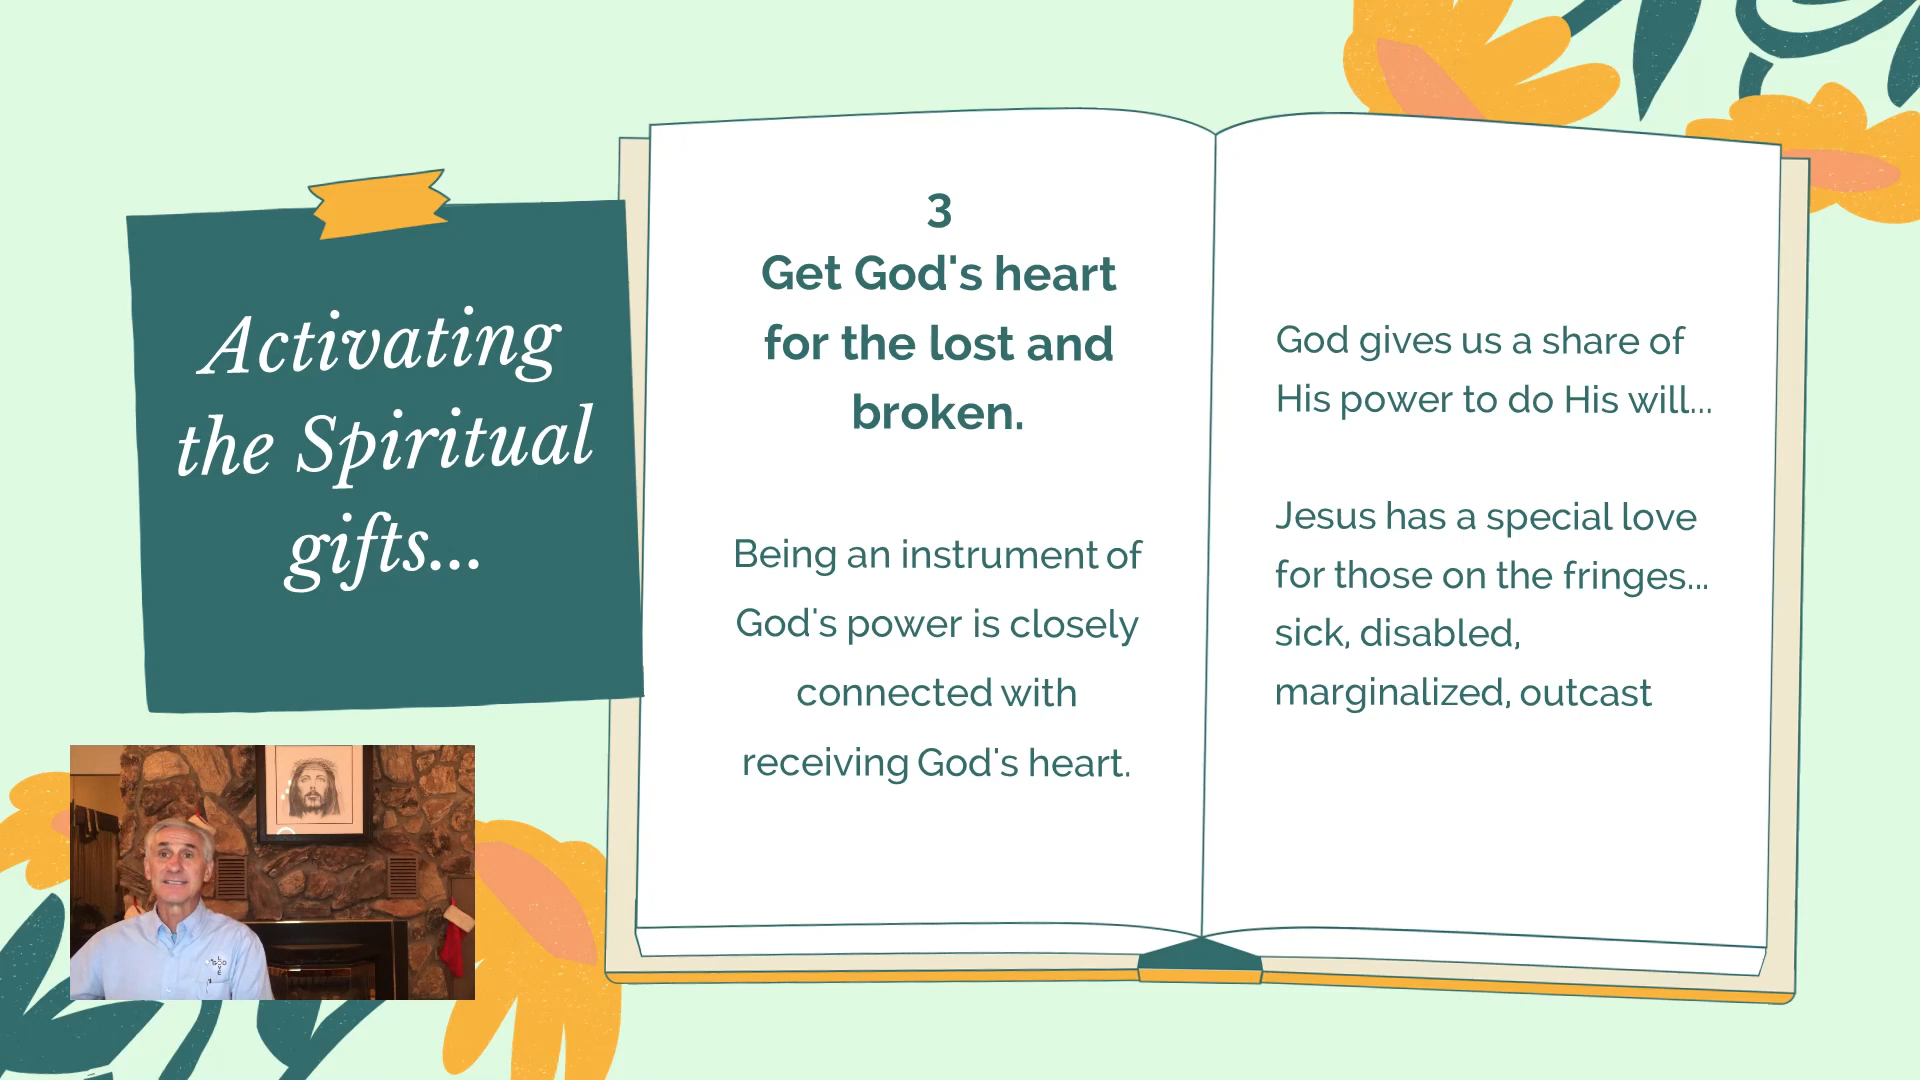 Activating
the Spiritual
gifts...
3
Get God's heart
for the lost and
broken.
Being an instrument of
God's power is closely
connected with
receiving God's heart.
God gives us a share of
His power to do His will...
Jesus has a special love
for those on the fringes...
sick, disabled,
marginalized, outcast